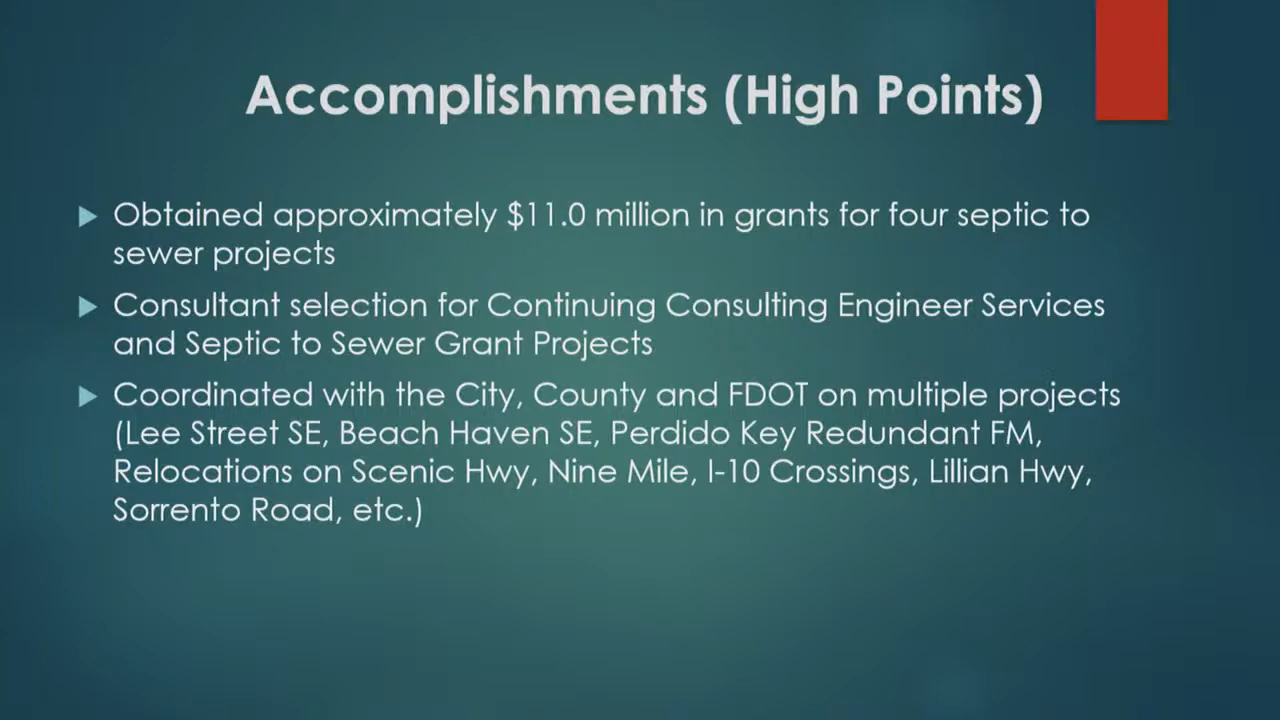 Accomplishments (High Points)
Obtained approximately $11.0 million in grants for four septic to
sewer projects
Consultant selection for Continuing Consulting Engineer Services
and Septic to Sewer Grant Projects
Coordinated with the City, County and FDOT on multiple projects
(Lee Street SE, Beach Haven SE, Perdido Key Redundant FM,
Relocations on Scenic Hwy, Nine Mile, I-10 Crossings, Lillian Hwy,
Sorrento Road, etc.)